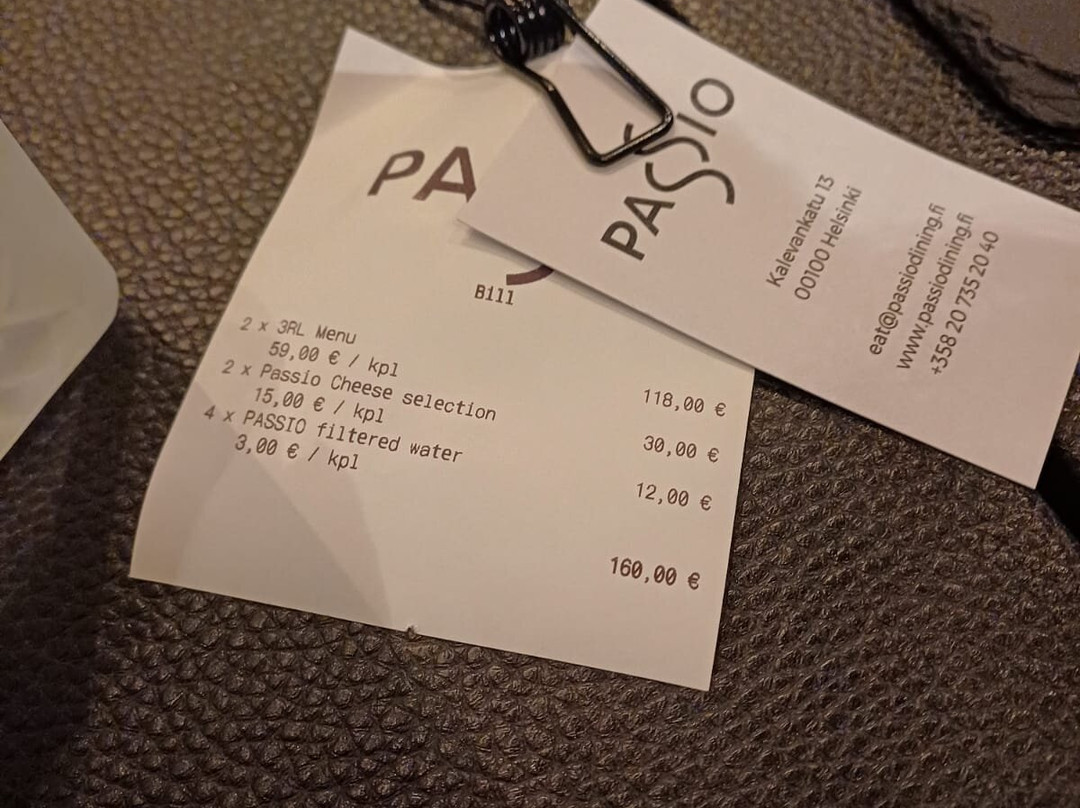 PA
Bill
2 x 3RL Menu
59,00 € / kpl
118,00 €
2 x Passio Cheese selection
15,00 € / kpl
30,00 €
4 x PASSIO filtered water
3,00 € / kpl
12,00 €
160,00 €
PASSIO
Kalevankatu 13
00100 Helsinki
eat@passiodining.fi
www.passiodining.fi
+358 20 735 20 40